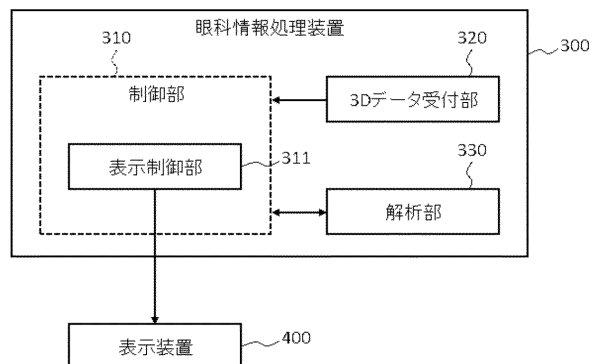 眼科情報処理装置
300
310
制御部
320
3Dデータ受付部
表示制御部
311
330
解析部
表示装置
400